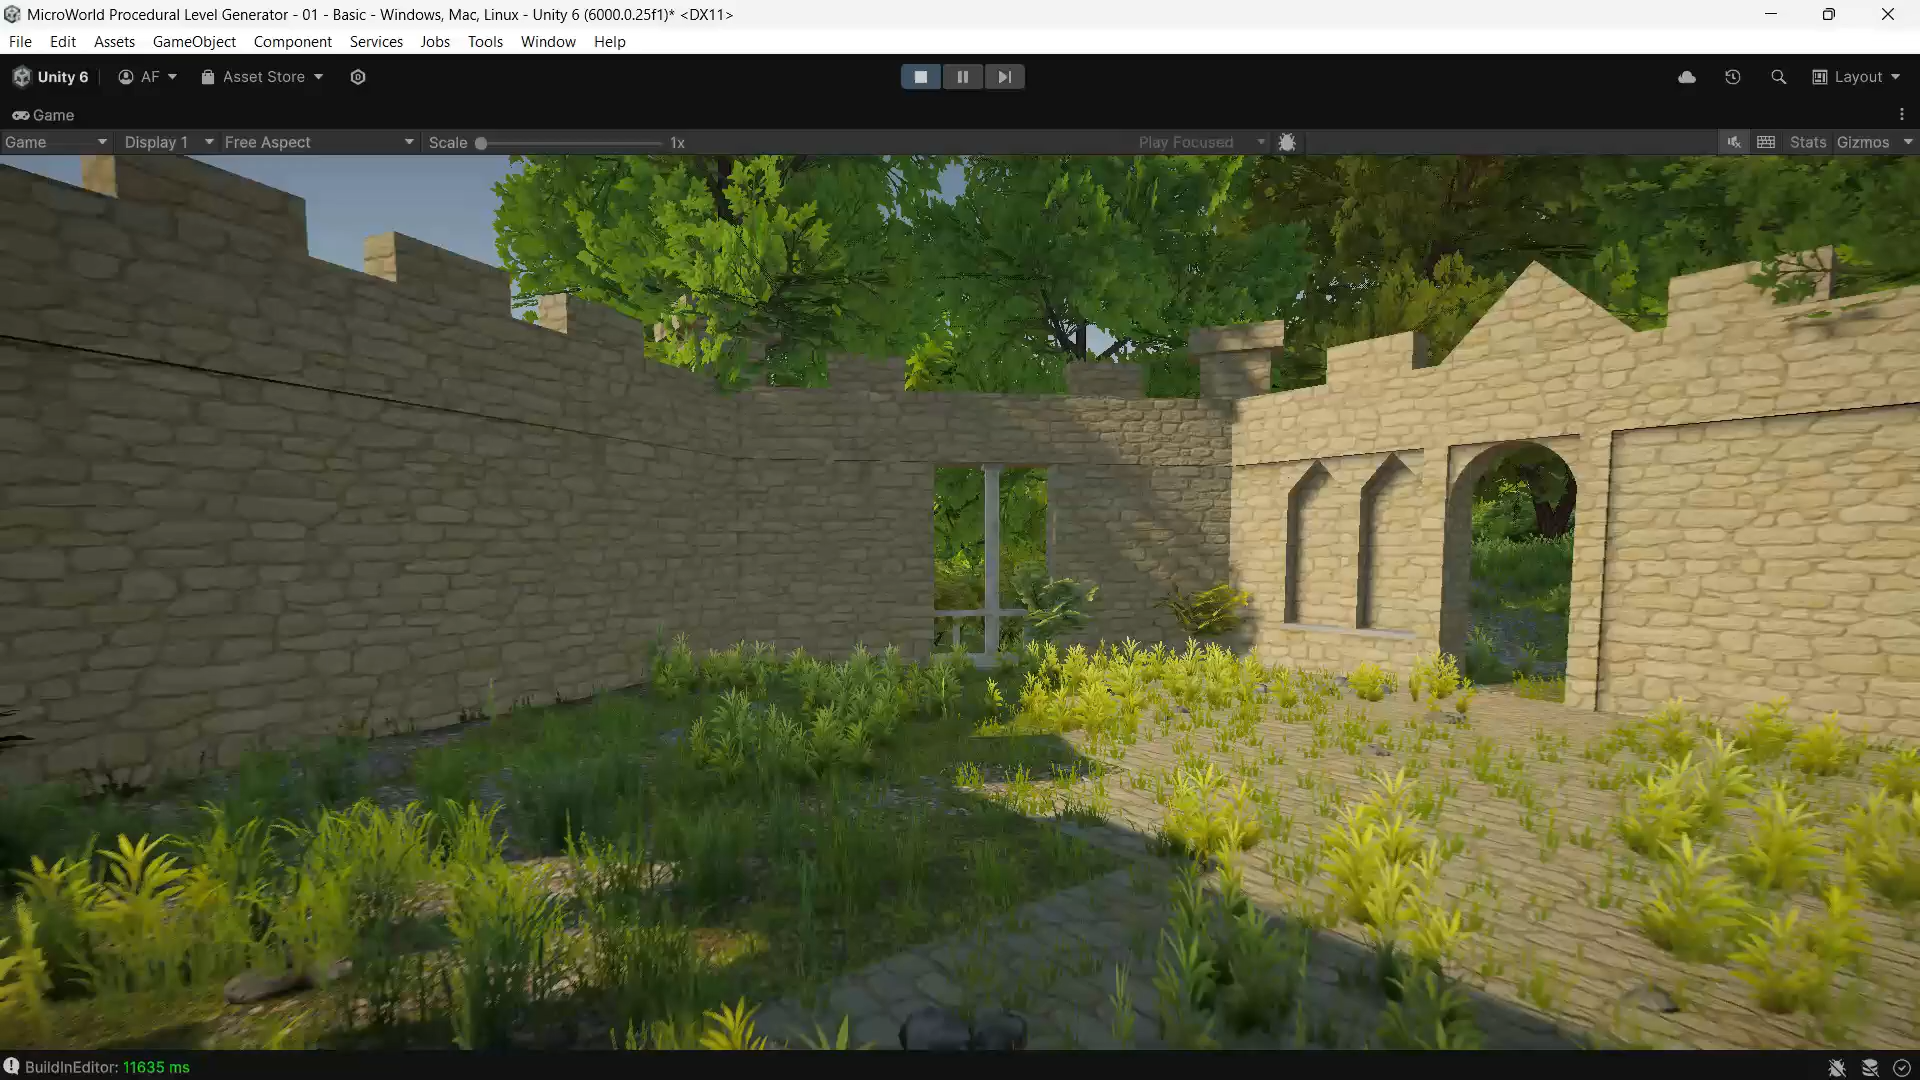 MicroWorld Procedural Level Generator - 01 - Basic - Windows, Mac, Linux - Unity 6 (6000.0.25f1)* <DX11>
File Edit Assets GameObject Component Services Jobs Tools Window Help
Unity 6 AF Asset Store Layout
Game
Game Display 1 Free Aspect Scale 1x Play Focused Stats Gizmos
BuildInEditor: 11635 ms